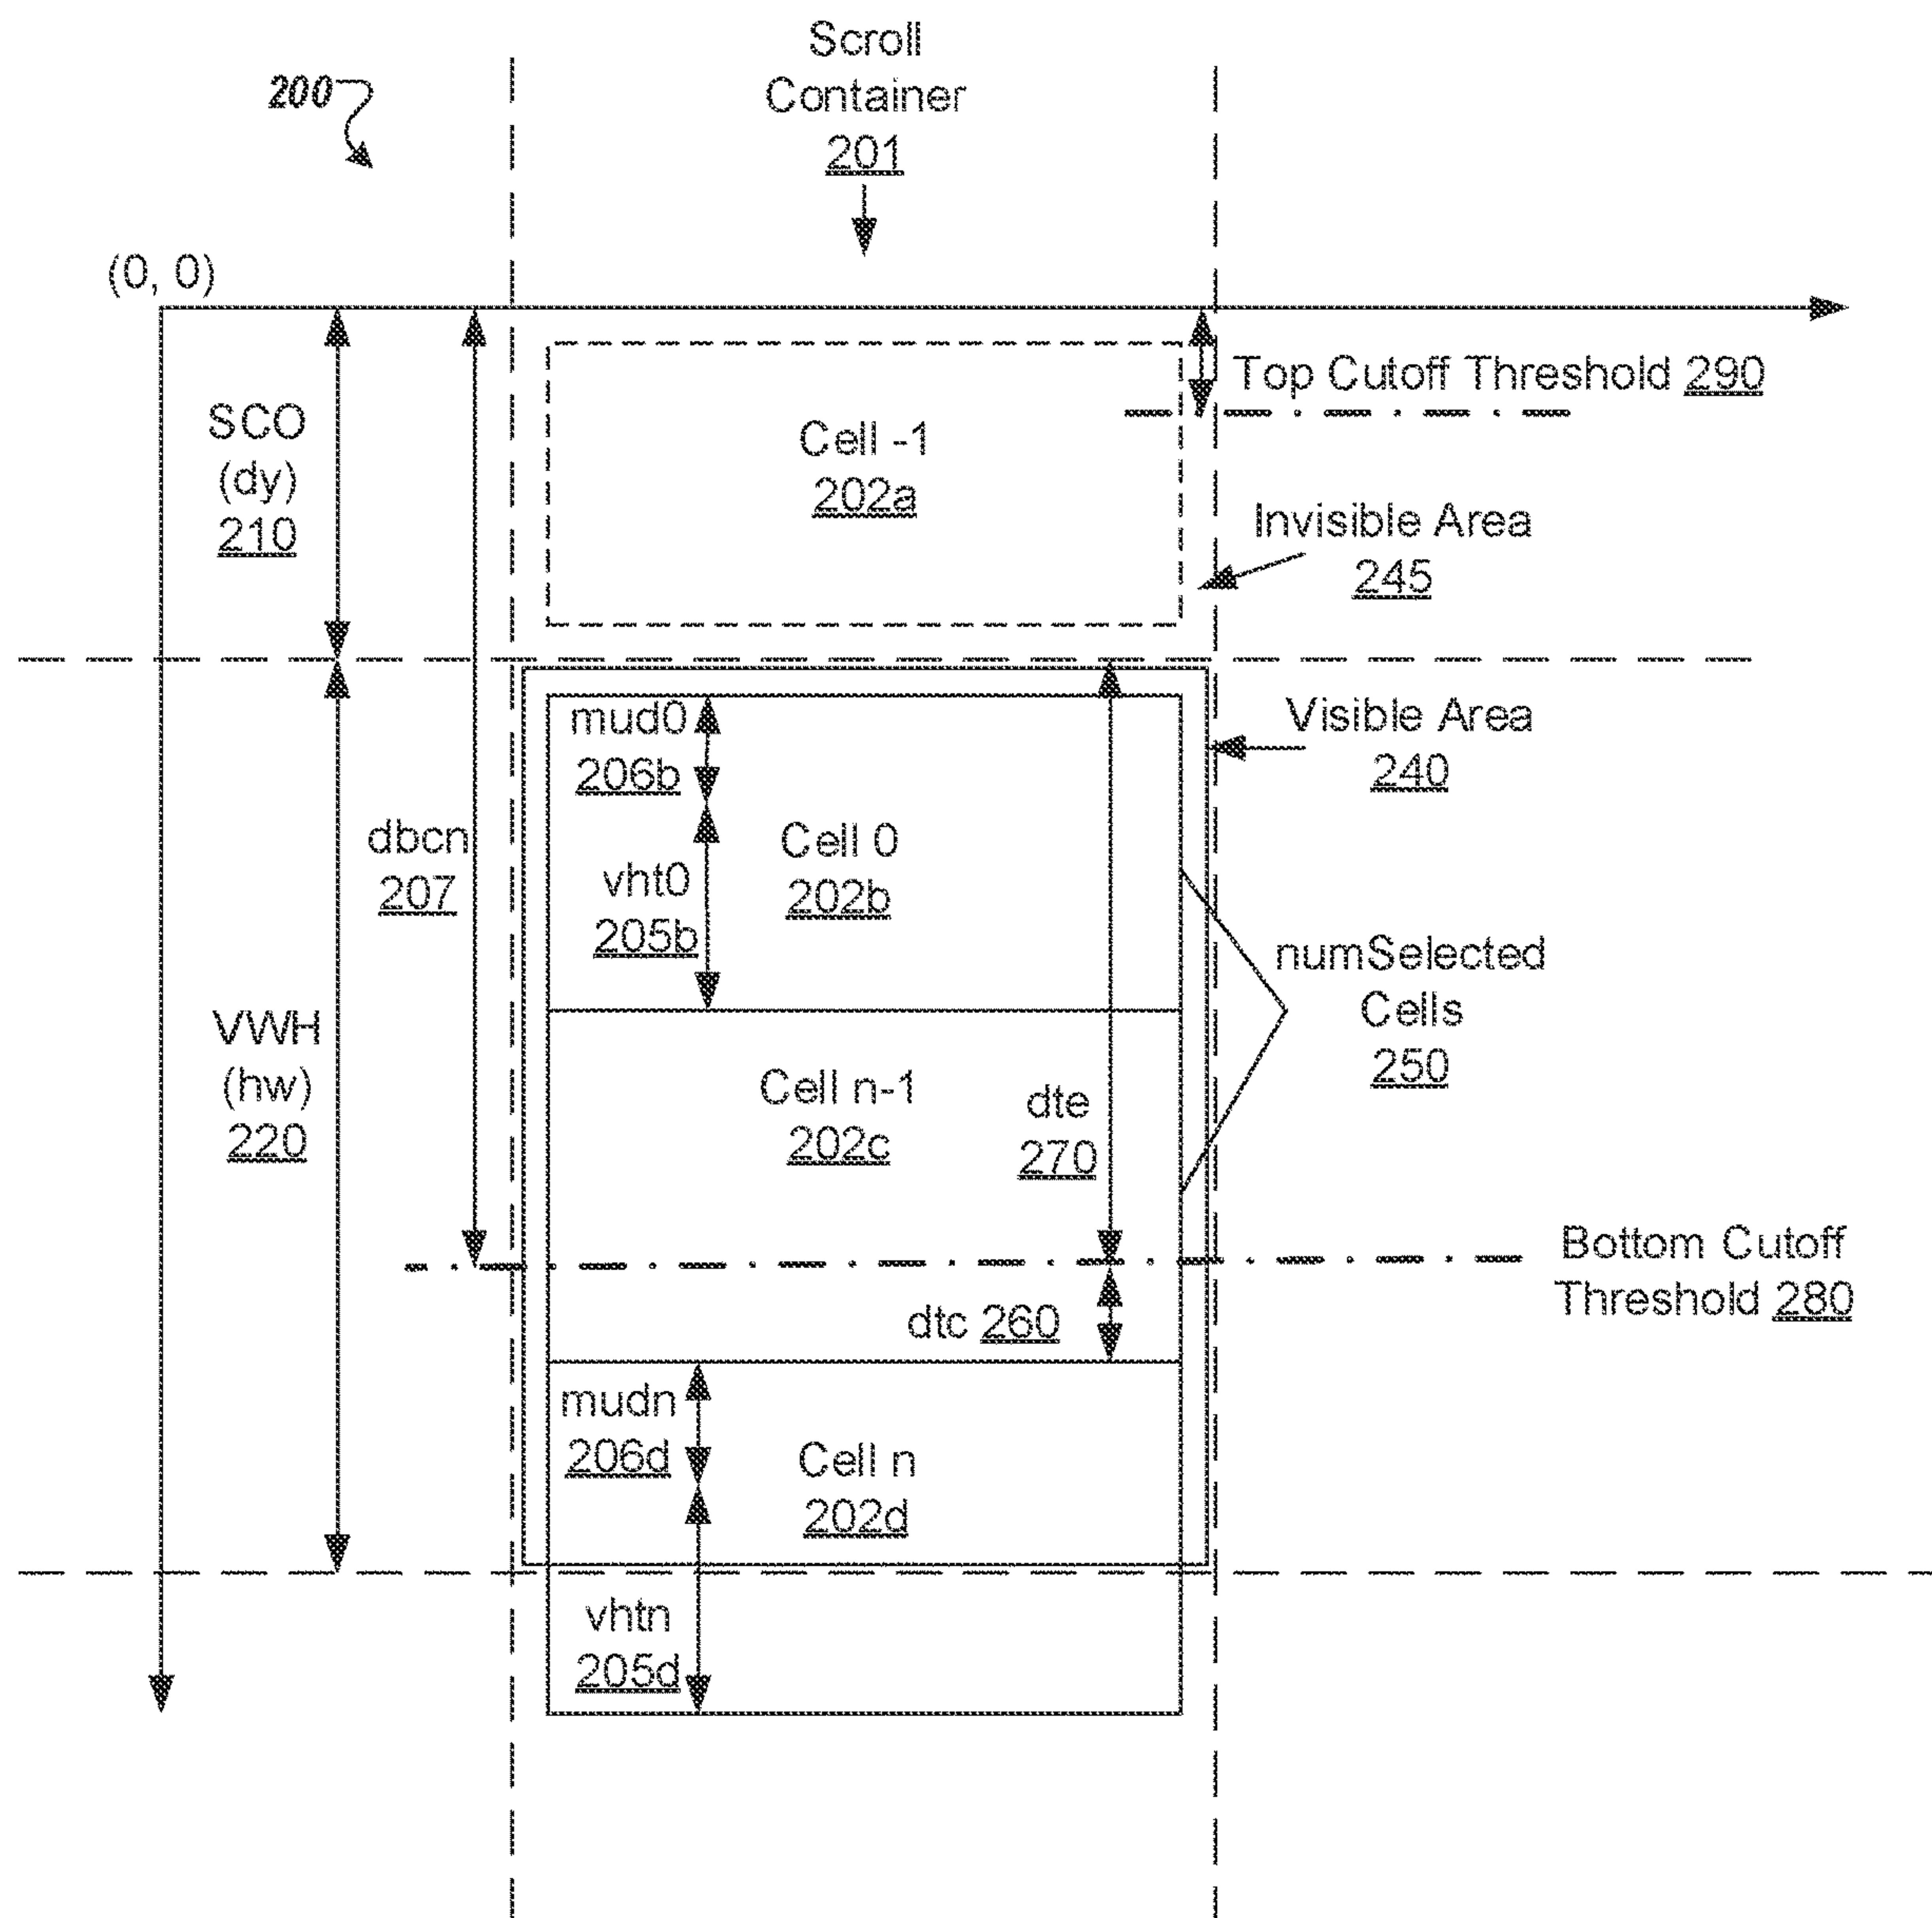 Scroll
Container
201
200
(0, 0)
Top Cutoff Threshold 290
SCO
(dy)
210
Cell -1
202a
Invisible Area
245
mud0
206b
Visible Area
240
dbcn
207
Cell 0
202b
vht0
205b
numSelected
Cells
250
VWH
(hw)
220
Cell n-1
202c
dte
270
Bottom Cutoff
Threshold 280
dtc 260
mudn
206d
Cell n
202d
vhtn
205d